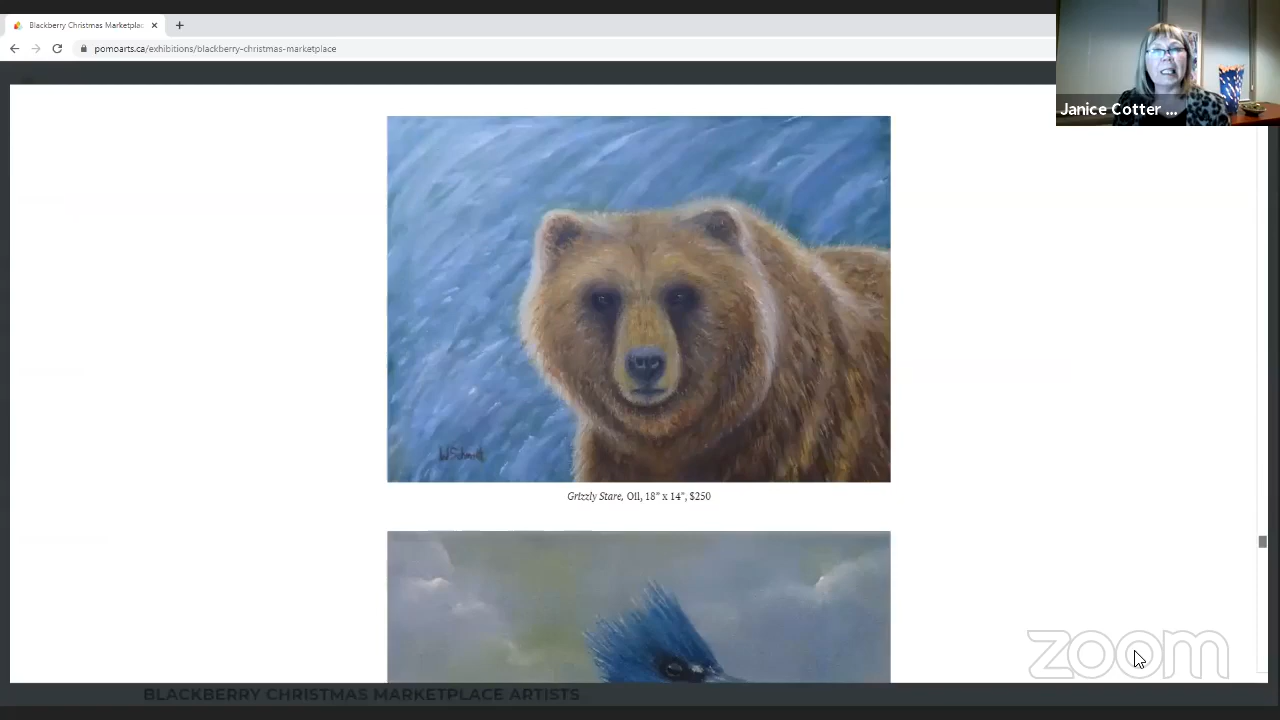 Blackberry Christmas Marketplac
pomoarts.ca/exhibitions/blackberry-christmas-marketplace
Janice Cotter ...
W Schmidt
Grizzly Stare, Oil, 18" x 14", $250
zoom
BLACKBERRY CHRISTMAS MARKETPLACE ARTISTS